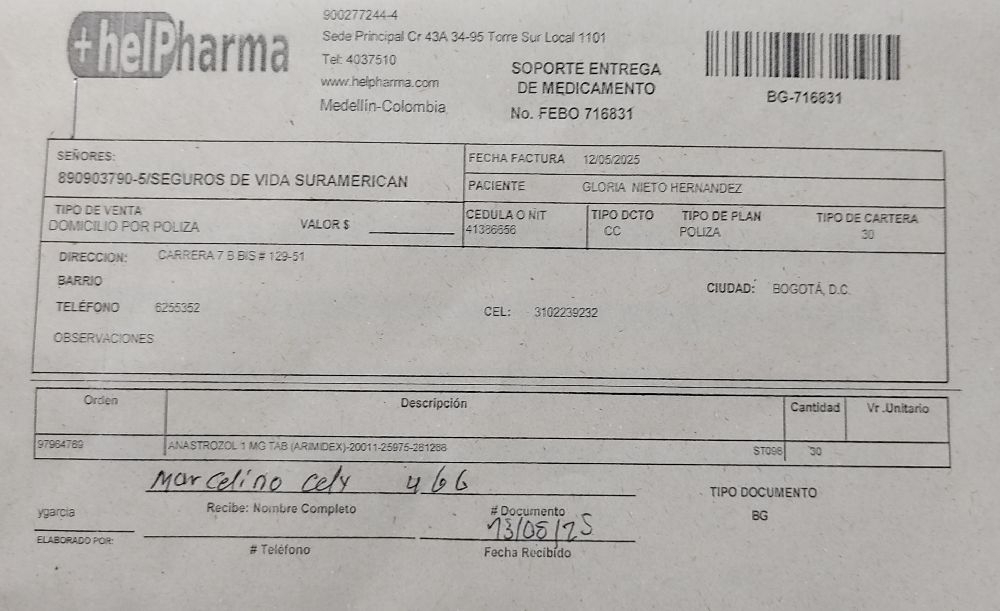 +helPharma
900277244-4
Sede Principal Cr 43A 34-95 Torre Sur Local 1101
Tel: 4037510
www.helpharma.com
Medellín-Colombia
SOPORTE ENTREGA
DE MEDICAMENTO
No. FEBO 716831
BG-716831
SEÑORES:
890903790-5/SEGUROS DE VIDA SURAMERICAN
FECHA FACTURA 12/05/2025
PACIENTE GLORIA NIETO HERNANDEZ
TIPO DE VENTA
DOMICILIO POR POLIZA
VALOR $
CEDULA O NIT
41386656
TIPO DCTO
CC
TIPO DE PLAN
POLIZA
TIPO DE CARTERA
30
DIRECCION: CARRERA 7 B BIS # 129-51
BARRIO
CIUDAD: BOGOTÁ, D.C.
TELÉFONO 6255352
CEL: 3102239232
OBSERVACIONES
Orden Descripción Cantidad Vr .Unitario
97964769 ANASTROZOL 1 MG TAB (ARIMIDEX)-20011-25975-281288 ST098 30
Marcelino Cely 466
Recibe: Nombre Completo # Documento
TIPO DOCUMENTO
BG
ygarcia
ELABORADO POR:
13/05/25
# Teléfono Fecha Recibido